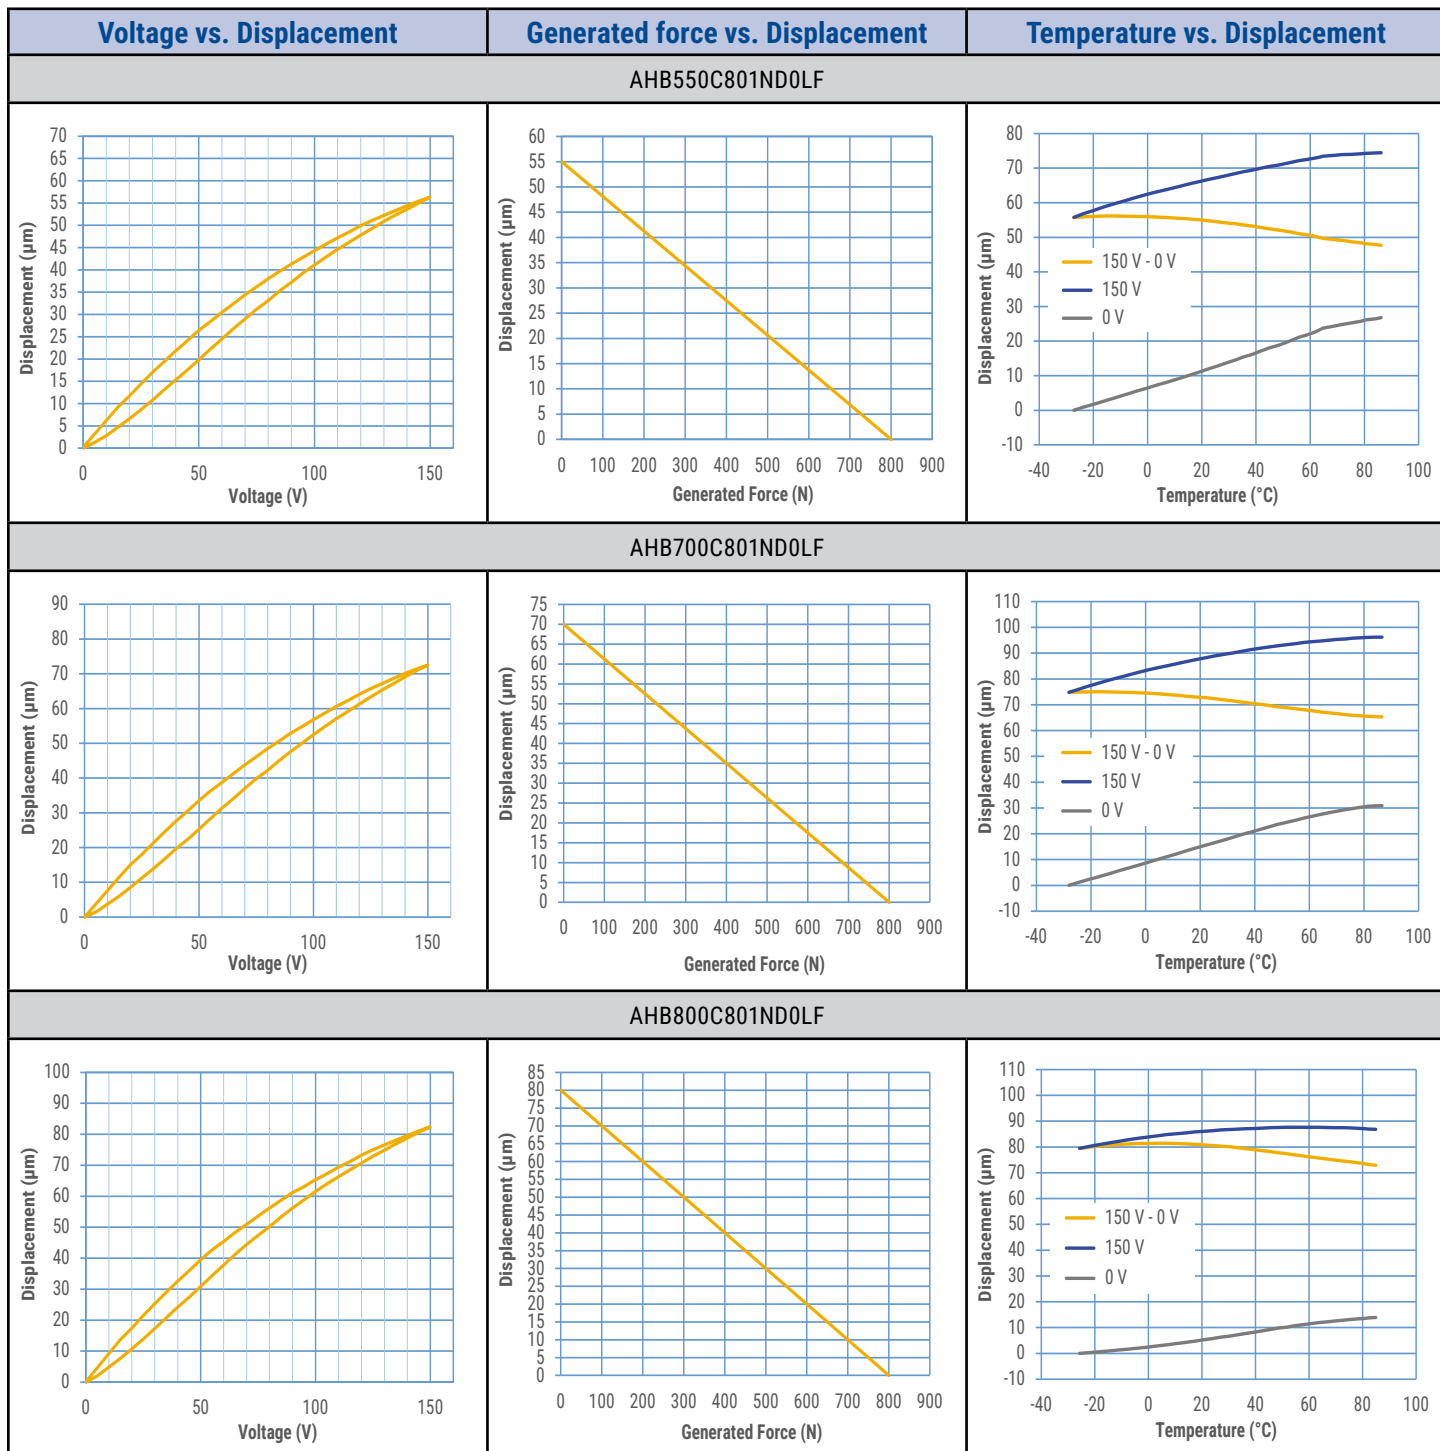 Voltage vs. Displacement
Generated force vs. Displacement
Temperature vs. Displacement
AHB550C801ND0LF
Displacement (µm)
70
65
60
55
50
45
40
35
30
25
20
15
10
5
0
0 50 100 150
Voltage (V)
Displacement (µm)
60
55
50
45
40
35
30
25
20
15
10
5
0
0 100 200 300 400 500 600 700 800 900
Generated Force (N)
Displacement (µm)
80
70
60
50
40
30
20
10
0
-10
150 V - 0 V
150 V
0 V
-40 -20 0 20 40 60 80 100
Temperature (°C)
AHB700C801ND0LF
Displacement (µm)
90
80
70
60
50
40
30
20
10
0
0 50 100 150
Voltage (V)
Displacement (µm)
75
70
65
60
55
50
45
40
35
30
25
20
15
10
5
0
0 100 200 300 400 500 600 700 800 900
Generated Force (N)
Displacement (µm)
110
100
90
80
70
60
50
40
30
20
10
0
-10
150 V - 0 V
150 V
0 V
-40 -20 0 20 40 60 80 100
Temperature (°C)
AHB800C801ND0LF
Displacement (µm)
100
90
80
70
60
50
40
30
20
10
0
0 50 100 150
Voltage (V)
Displacement (µm)
85
80
75
70
65
60
55
50
45
40
35
30
25
20
15
10
5
0
0 100 200 300 400 500 600 700 800 900
Generated Force (N)
Displacement (µm)
110
100
90
80
70
60
50
40
30
20
10
0
-10
150 V - 0 V
150 V
0 V
-40 -20 0 20 40 60 80 100
Temperature (°C)